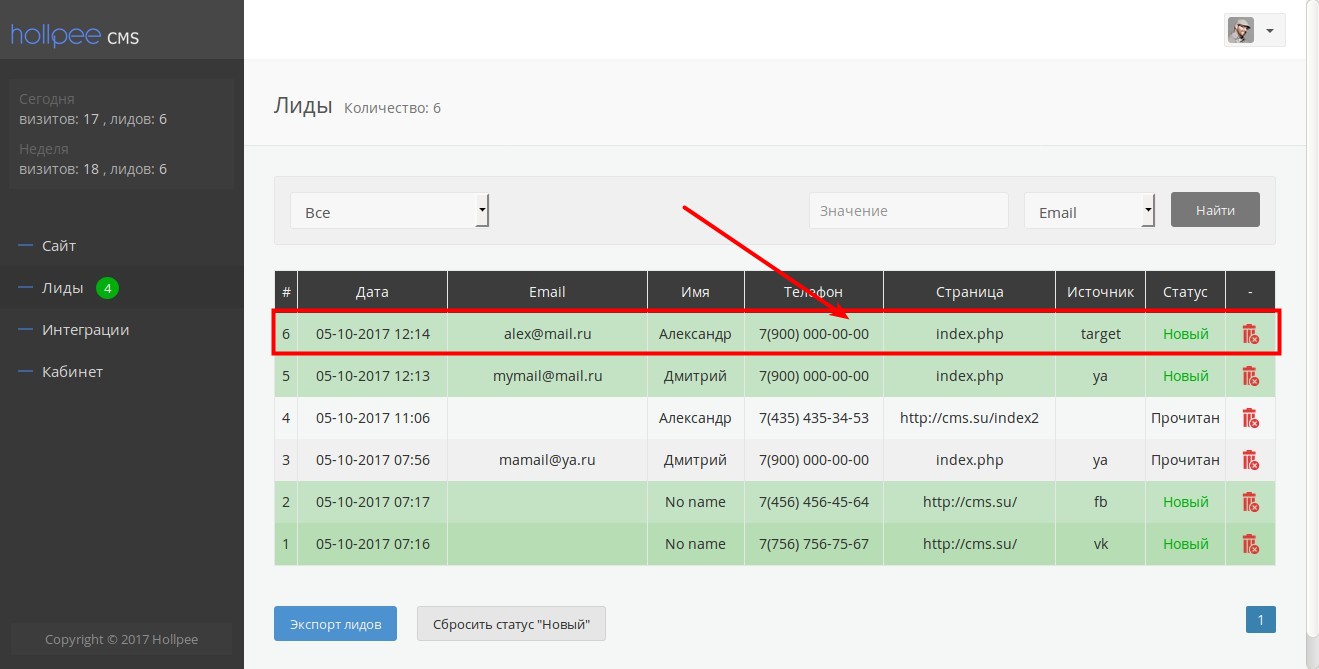 hollpee CMS
Сегодня
визитов: 17 , лидов: 6
Неделя
визитов: 18 , лидов: 6
Сайт
Лиды 4
Интеграции
Кабинет
Copyright © 2017 Hollpee
Лиды Количество: 6
Все Значение Email Найти
# Дата Email Имя Телефон Страница Источник Статус -
6 05-10-2017 12:14 alex@mail.ru Александр 7(900) 000-00-00 index.php target Новый
5 05-10-2017 12:13 mymail@mail.ru Дмитрий 7(900) 000-00-00 index.php ya Новый
4 05-10-2017 11:06 Александр 7(435) 435-34-53 http://cms.su/index2 Прочитан
3 05-10-2017 07:56 mamail@ya.ru Дмитрий 7(900) 000-00-00 index.php ya Прочитан
2 05-10-2017 07:17 No name 7(456) 456-45-64 http://cms.su/ fb Новый
1 05-10-2017 07:16 No name 7(756) 756-75-67 http://cms.su/ vk Новый
Экспорт лидов Сбросить статус "Новый" 1